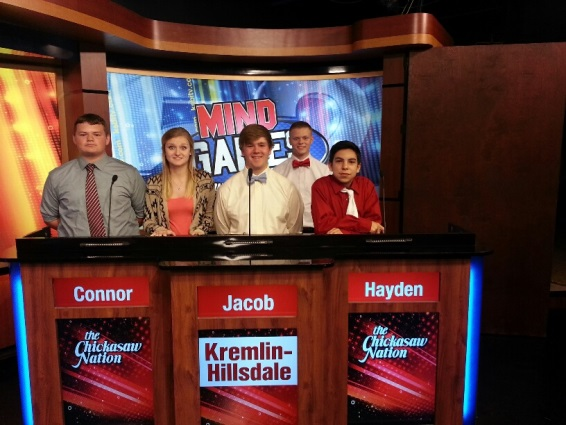 MIND
GAMES
Connor
Jacob
Hayden
the
Chickasaw
Nation
Kremlin-
Hillsdale
the
Chickasaw
Nation